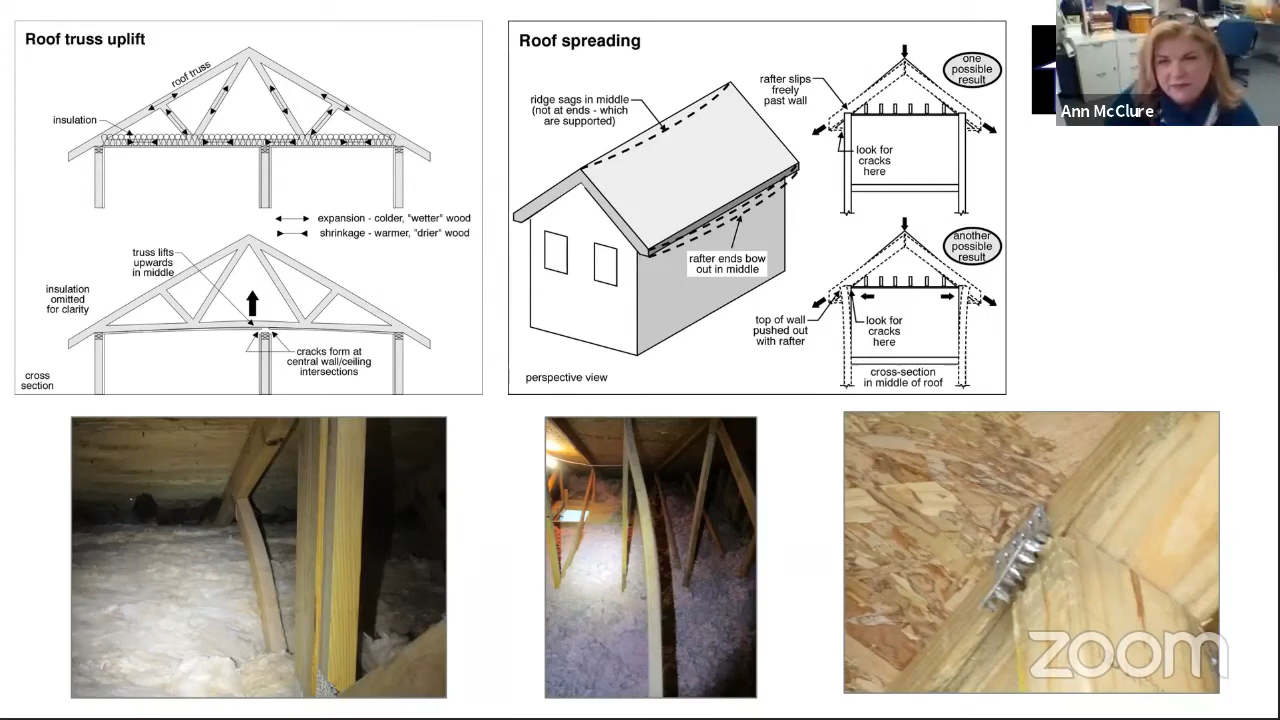 Roof truss uplift
roof truss
insulation
expansion - colder, "wetter" wood
shrinkage - warmer, "drier" wood
truss lifts
upwards
in middle
insulation
omitted
for clarity
cracks form at
central wall/ceiling
intersections
cross
section
Roof spreading
ridge sags in middle
(not at ends - which
are supported)
rafter ends bow
out in middle
perspective view
rafter slips
freely
past wall
one
possible
result
look for
cracks
here
another
possible
result
top of wall
pushed out
with rafter
look for
cracks
here
cross-section
in middle of roof
Ann McClure
zoom